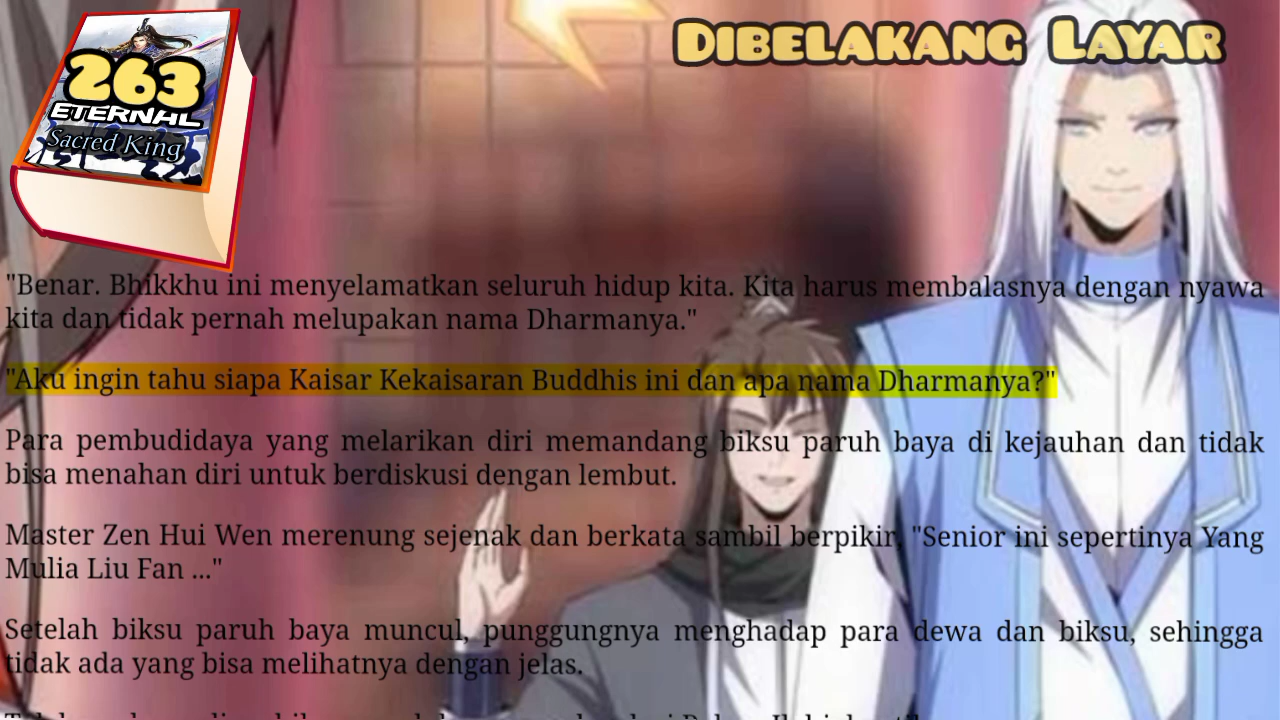 DIBELAKANG LAYAR
263
ETERNAL
Sacred King
"Benar. Bhikkhu ini menyelamatkan seluruh hidup kita. Kita harus membalasnya dengan nyawa
kita dan tidak pernah melupakan nama Dharmanya."
"Aku ingin tahu siapa Kaisar Kekaisaran Buddhis ini dan apa nama Dharmanya?"
Para pembudidaya yang melarikan diri memandang biksu paruh baya di kejauhan dan tidak
bisa menahan diri untuk berdiskusi dengan lembut.
Master Zen Hui Wen merenung sejenak dan berkata sambil berpikir, "Senior ini sepertinya Yang
Mulia Liu Fan ..."
Setelah biksu paruh baya muncul, punggungnya menghadap para dewa dan biksu, sehingga
tidak ada yang bisa melihatnya dengan jelas.